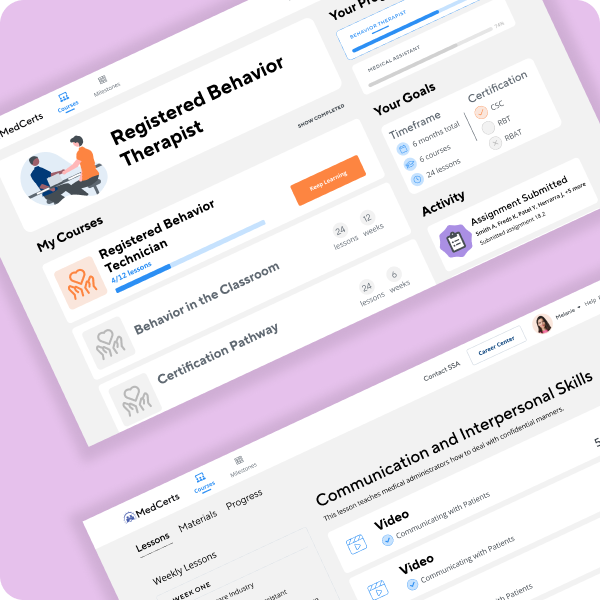 MedCerts
Courses
Milestones
Registered Behavior
Therapist
SHOW COMPLETED
My Courses
Registered Behavior
Technician
4/12 lessons
Keep Learning
24
lessons
12
weeks
Behavior in the Classroom
24
lessons
6
weeks
Certification Pathway
Your
BEHAVIOR THERAPIST
MEDICAL ASSISTANT
Your Goals
Timeframe
6 months total
6 courses
24 lessons
Certification
CSC
RBT
RBAT
Activity
Assignment Submitted
Smith A, Fredo K, Patel Y, Herrarra J, +5 more
Submitted assignment 18.2
MedCerts
Courses
Milestones
Contact SSA
Career Center
Melanie
Help
Lessons
Materials
Progress
Weekly Lessons
WEEK ONE
Industry
Communication and Interpersonal Skills
This lesson teaches medical administrators how to deal with confidential manners.
Video
Communicating with Patients
Video
Communicating with Patients
Communicating with Patients